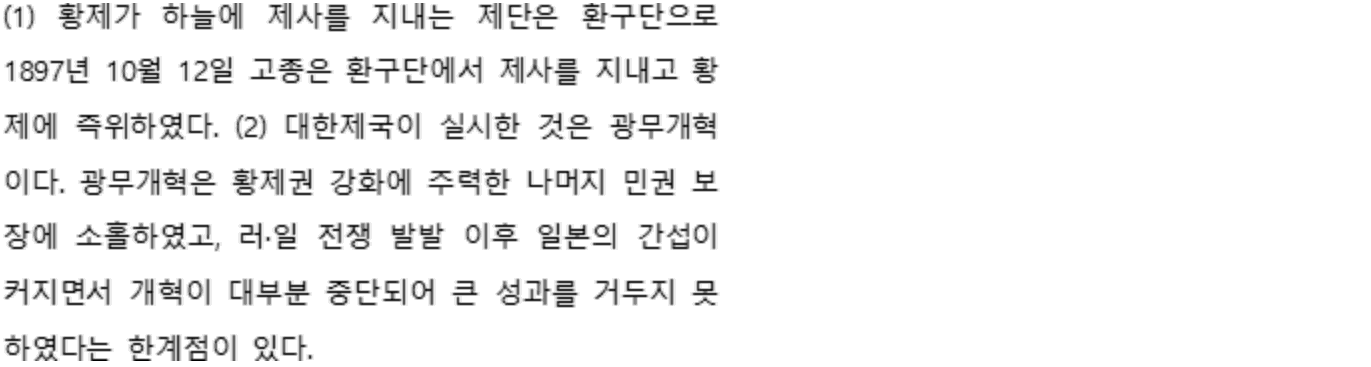 (1) 황제가 하늘에 제사를 지내는 제단은 환구단으로
1897년 10월 12일 고종은 환구단에서 제사를 지내고 황
제에 즉위하였다. (2) 대한제국이 실시한 것은 광무개혁
이다. 광무개혁은 황제권 강화에 주력한 나머지 민권 보
장에 소홀하였고, 러·일 전쟁 발발 이후 일본의 간섭이
커지면서 개혁이 대부분 중단되어 큰 성과를 거두지 못
하였다는 한계점이 있다.